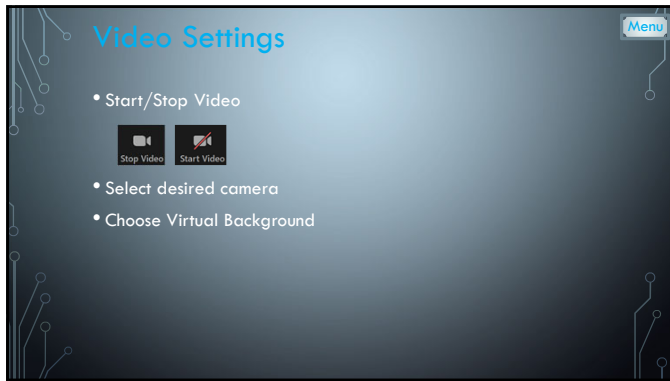 Video Settings
Menu
• Start/Stop Video
Stop Video
Start Video
• Select desired camera
• Choose Virtual Background